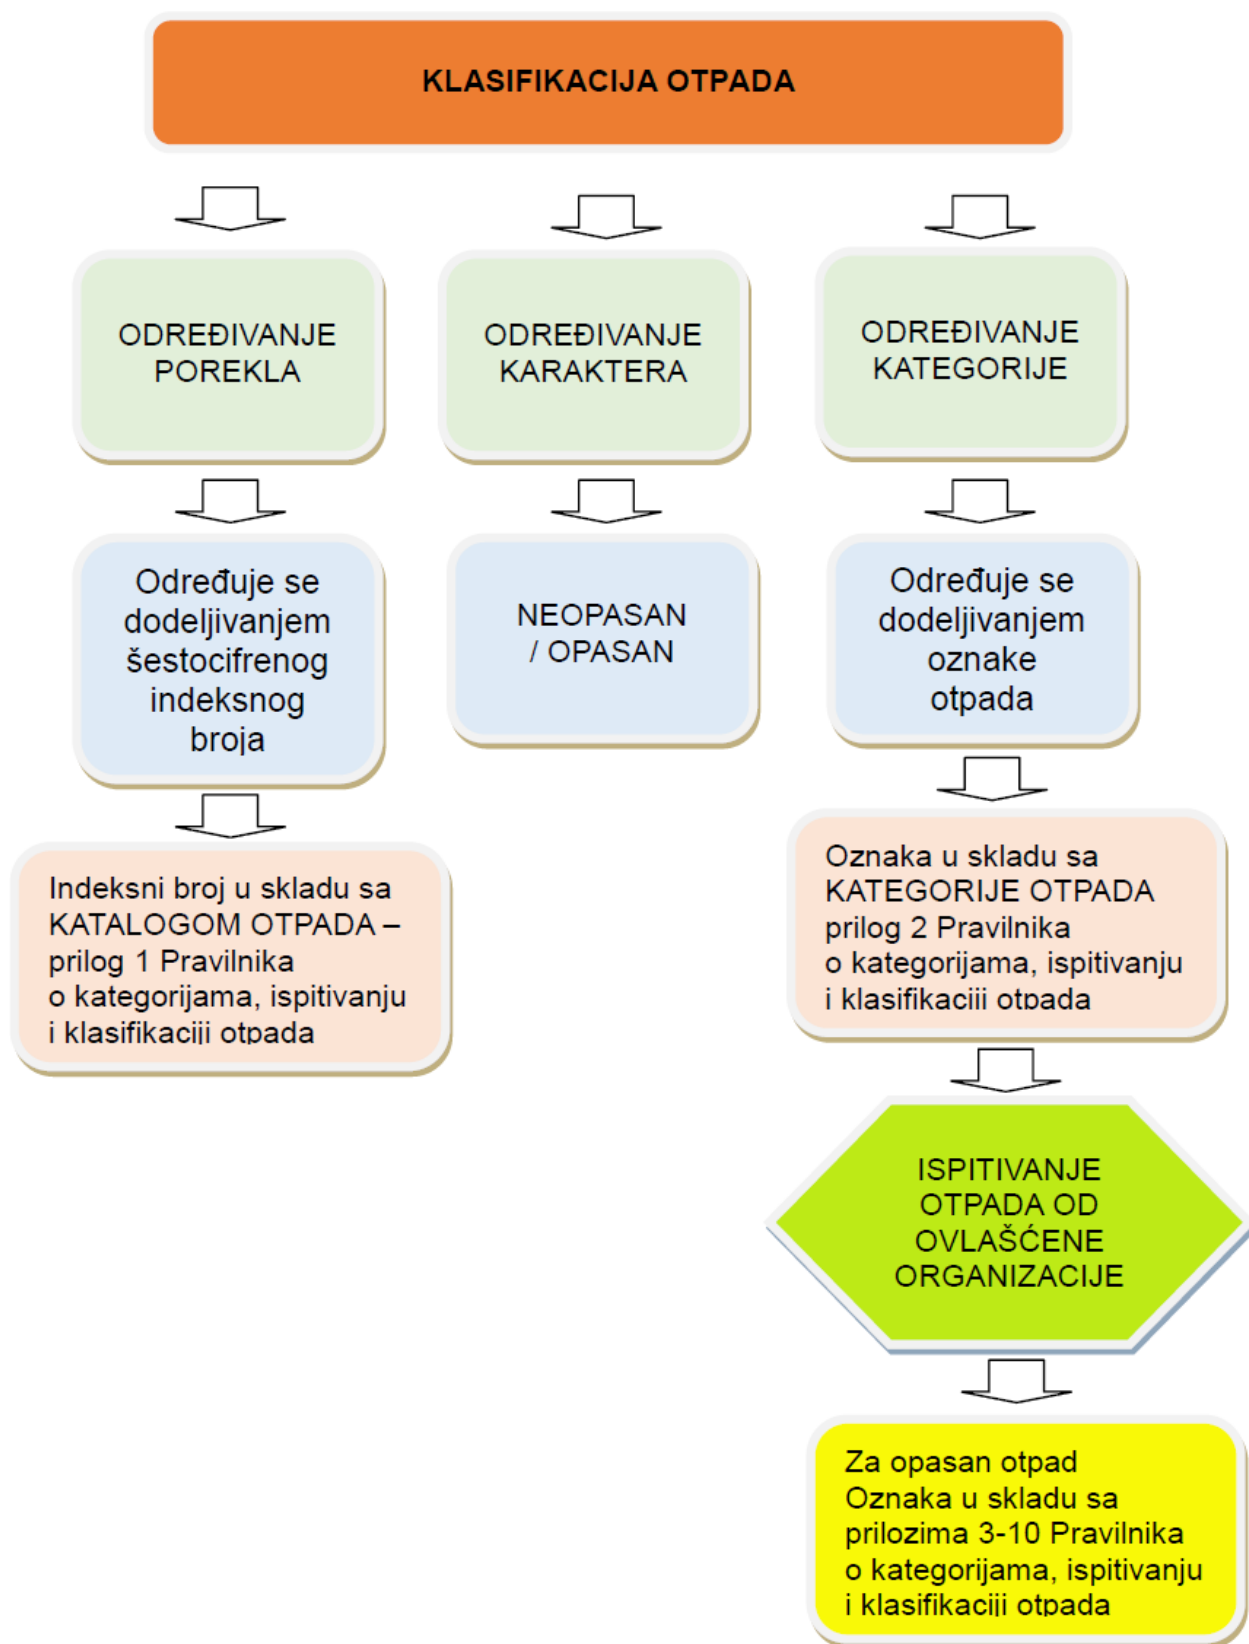 KLASIFIKACIJA OTPADA
ODREĐIVANJE
POREKLA
ODREĐIVANJE
KARAKTERA
ODREĐIVANJE
KATEGORIJE
Određuje se
dodeljivanjem
šestocifrenog
indeksnog
broja
NEOPASAN
/ OPASAN
Određuje se
dodeljivanjem
oznake
otpada
Indeksni broj u skladu sa
KATALOGOM OTPADA –
prilog 1 Pravilnika
o kategorijama, ispitivanju
i klasifikaciji otpada
Oznaka u skladu sa
KATEGORIJE OTPADA
prilog 2 Pravilnika
o kategorijama, ispitivanju
i klasifikaciji otpada
ISPITIVANJE
OTPADA OD
OVLAŠĆENE
ORGANIZACIJE
Za opasan otpad
Oznaka u skladu sa
prilozima 3-10 Pravilnika
o kategorijama, ispitivanju
i klasifikaciji otpada